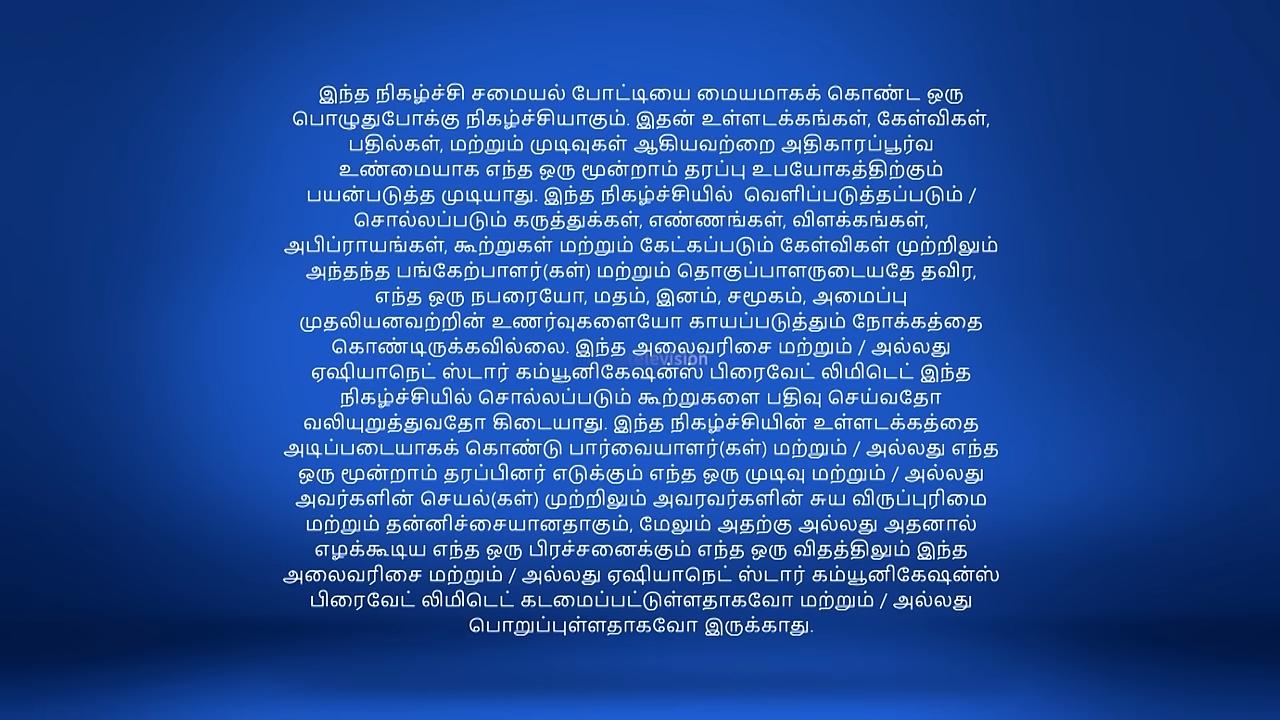 இந்த நிகழ்ச்சி சமையல் போட்டியை மையமாகக் கொண்ட ஒரு
பொழுதுபோக்கு நிகழ்ச்சியாகும். இதன் உள்ளடக்கங்கள், கேள்விகள்,
பதில்கள், மற்றும் முடிவுகள் ஆகியவற்றை அதிகாரப்பூர்வ
உண்மையாக எந்த ஒரு மூன்றாம் தரப்பு உபயோகத்திற்கும்
பயன்படுத்த முடியாது. இந்த நிகழ்ச்சியில் வெளிப்படுத்தப்படும் /
சொல்லப்படும் கருத்துக்கள், எண்ணங்கள், விளக்கங்கள்,
அபிப்ராயங்கள், கூற்றுகள் மற்றும் கேட்கப்படும் கேள்விகள் முற்றிலும்
அந்தந்த பங்கேற்பாளர்(கள்) மற்றும் தொகுப்பாளருடையதே தவிர,
எந்த ஒரு நபரையோ, மதம், இனம், சமூகம், அமைப்பு
முதலியனவற்றின் உணர்வுகளையோ காயப்படுத்தும் நோக்கத்தை
கொண்டிருக்கவில்லை. இந்த அலைவரிசை மற்றும் / அல்லது
ஏஷியாநெட் ஸ்டார் கம்யூனிகேஷன்ஸ் பிரைவேட் லிமிடெட் இந்த
நிகழ்ச்சியில் சொல்லப்படும் கூற்றுகளை பதிவு செய்வதோ
வலியுறுத்துவதோ கிடையாது. இந்த நிகழ்ச்சியின் உள்ளடக்கத்தை
அடிப்படையாகக் கொண்டு பார்வையாளர்(கள்) மற்றும் / அல்லது எந்த
ஒரு மூன்றாம் தரப்பினர் எடுக்கும் எந்த ஒரு முடிவு மற்றும் / அல்லது
அவர்களின் செயல்(கள்) முற்றிலும் அவரவர்களின் சுய விருப்புரிமை
மற்றும் தன்னிச்சையானதாகும், மேலும் அதற்கு அல்லது அதனால்
எழக்கூடிய எந்த ஒரு பிரச்சனைக்கும் எந்த ஒரு விதத்திலும் இந்த
அலைவரிசை மற்றும் / அல்லது ஏஷியாநெட் ஸ்டார் கம்யூனிகேஷன்ஸ்
பிரைவேட் லிமிடெட் கடமைப்பட்டுள்ளதாகவோ மற்றும் / அல்லது
பொறுப்புள்ளதாகவோ இருக்காது.